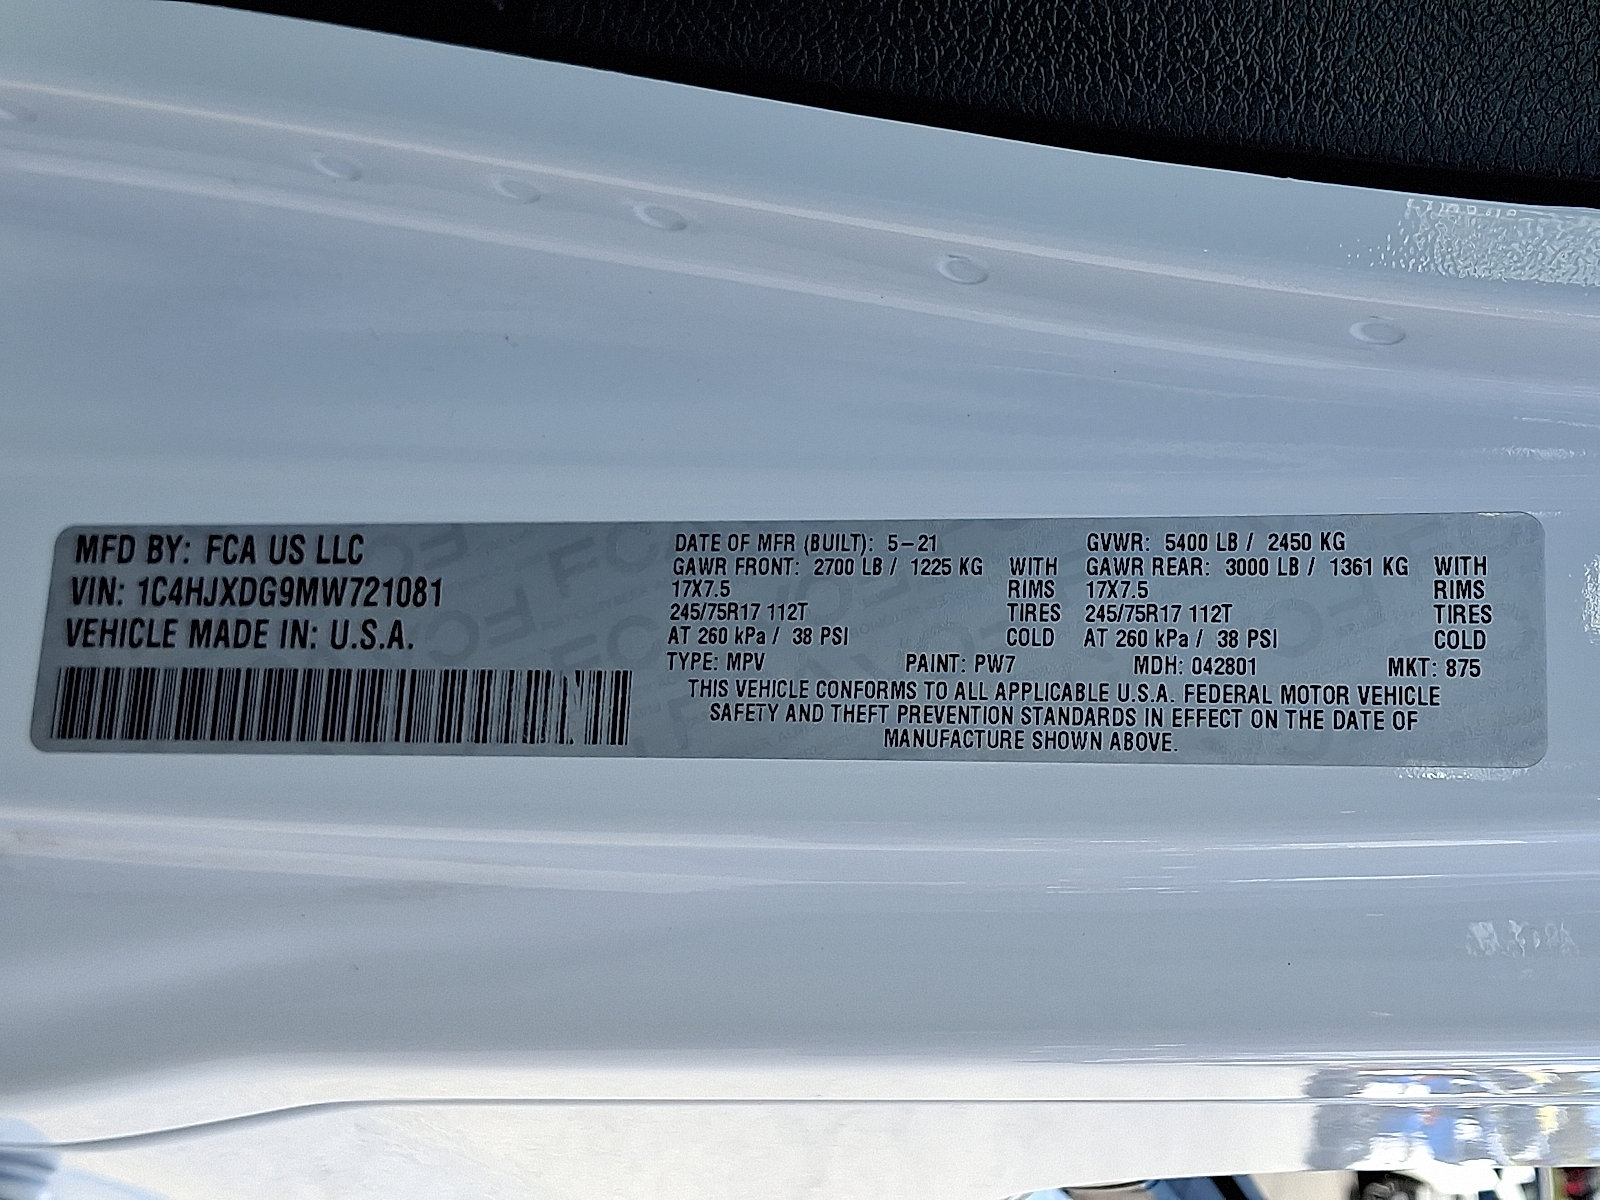 MFD BY: FCA US LLC
VIN: 1C4HJXDG9MW721081
VEHICLE MADE IN: U.S.A.
DATE OF MFR (BUILT): 5-21 GVWR: 5400 LB / 2450 KG
GAWR FRONT: 2700 LB / 1225 KG WITH GAWR REAR: 3000 LB / 1361 KG WITH
17X7.5 RIMS 17X7.5 RIMS
245/75R17 112T TIRES 245/75R17 112T TIRES
AT 260 kPa / 38 PSI COLD AT 260 kPa / 38 PSI COLD
TYPE: MPV PAINT: PW7 MDH: 042801 MKT: 875
THIS VEHICLE CONFORMS TO ALL APPLICABLE U.S.A. FEDERAL MOTOR VEHICLE
SAFETY AND THEFT PREVENTION STANDARDS IN EFFECT ON THE DATE OF
MANUFACTURE SHOWN ABOVE.